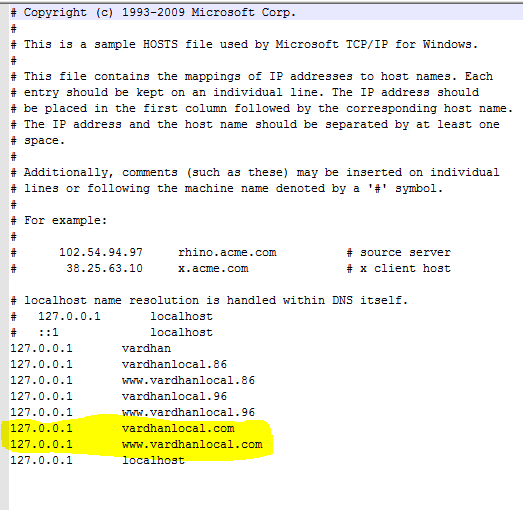 # Copyright (c) 1993-2009 Microsoft Corp.
#
# This is a sample HOSTS file used by Microsoft TCP/IP for Windows.
#
# This file contains the mappings of IP addresses to host names. Each
# entry should be kept on an individual line. The IP address should
# be placed in the first column followed by the corresponding host name.
# The IP address and the host name should be separated by at least one
# space.
#
# Additionally, comments (such as these) may be inserted on individual
# lines or following the machine name denoted by a '#' symbol.
#
# For example:
#
#      102.54.94.97     rhino.acme.com          # source server
#       38.25.63.10     x.acme.com              # x client host

# localhost name resolution is handled within DNS itself.
#   127.0.0.1       localhost
#   ::1             localhost
127.0.0.1       vardhan
127.0.0.1       vardhanlocal.86
127.0.0.1       www.vardhanlocal.86
127.0.0.1       vardhanlocal.96
127.0.0.1       www.vardhanlocal.96
127.0.0.1       vardhanlocal.com
127.0.0.1       www.vardhanlocal.com
127.0.0.1       localhost